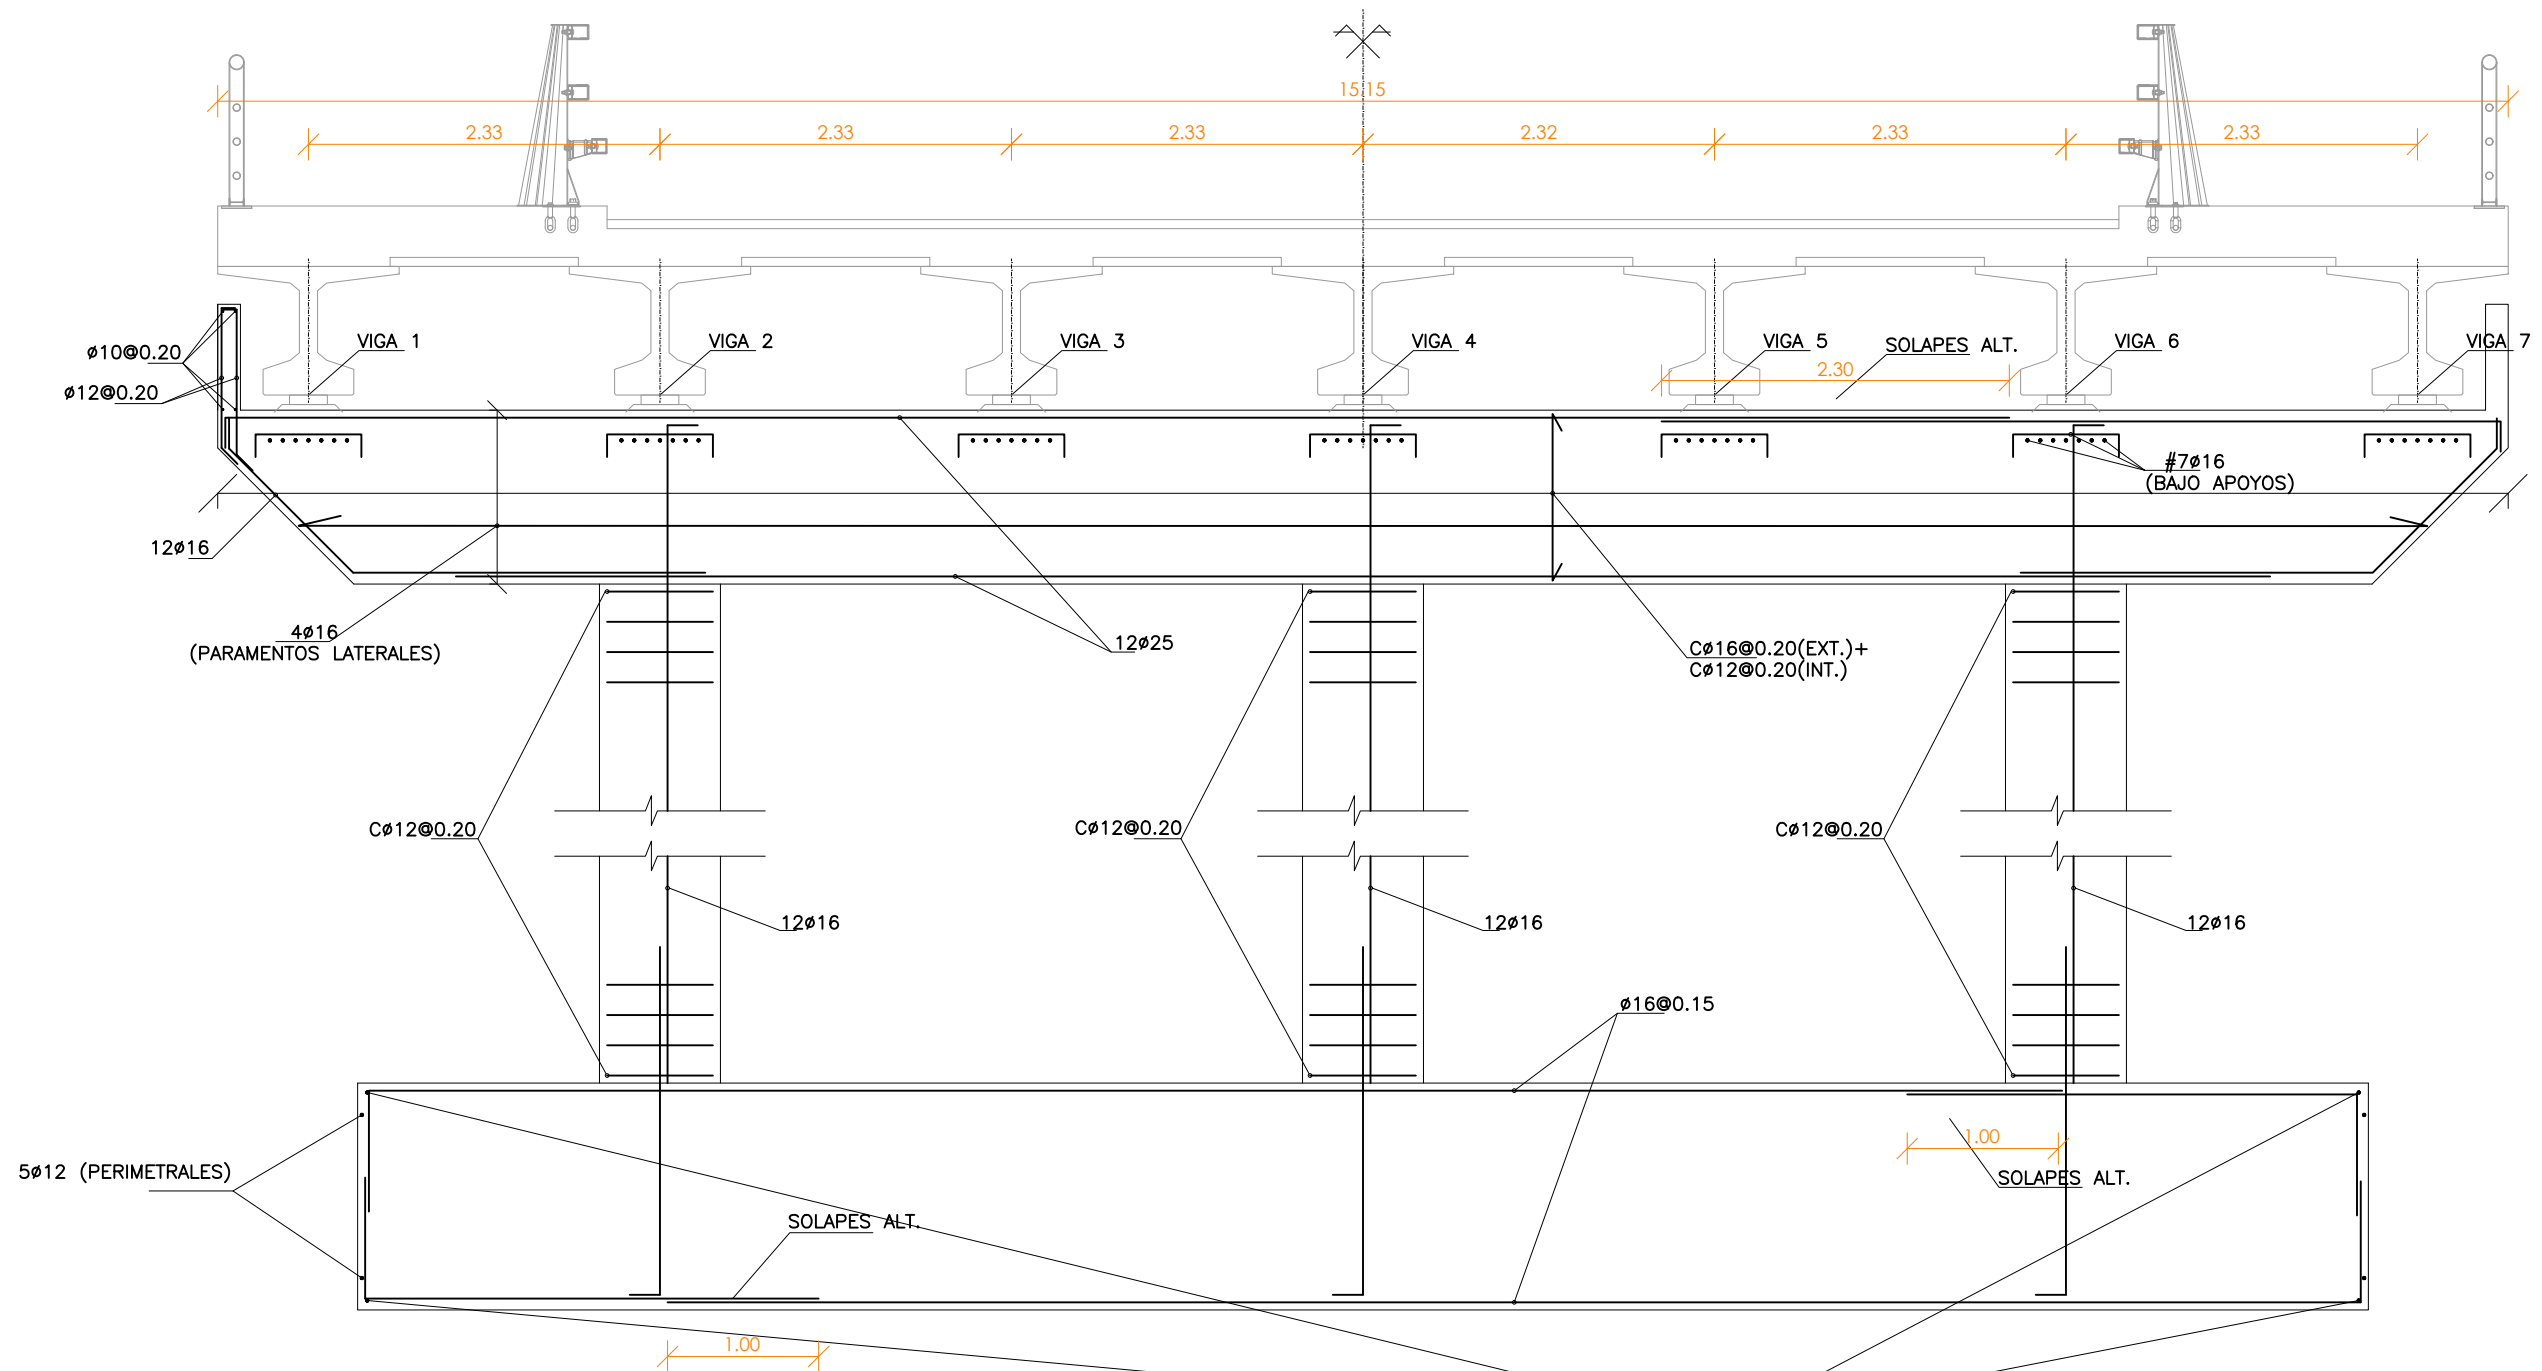 15.15
2.33
2.33
2.33
2.32
2.33
2.33
VIGA 1
VIGA 2
VIGA 3
VIGA 4
VIGA 5
SOLAPES ALT.
VIGA 6
VIGA 7
ø10@0.20
2.30
ø12@0.20
#7ø16
(BAJO APOYOS)
12ø16
4ø16
(PARAMENTOS LATERALES)
12ø25
Cø16@0.20(EXT.)+
Cø12@0.20(INT.)
Cø12@0.20
Cø12@0.20
Cø12@0.20
12ø16
12ø16
12ø16
ø16@0.15
1.00
5ø12 (PERIMETRALES)
SOLAPES ALT.
SOLAPES ALT.
1.00